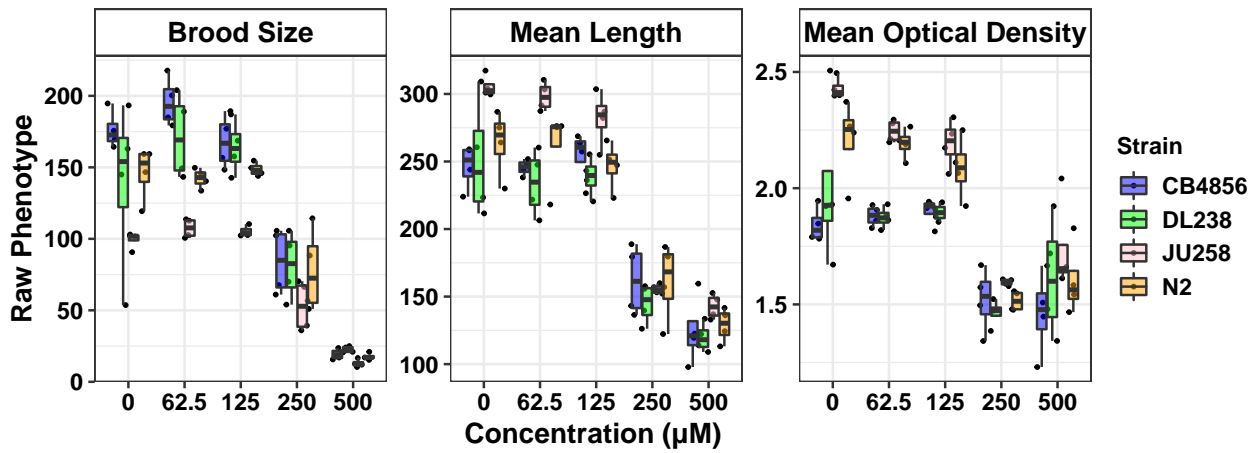 Brood Size
Mean Length
Mean Optical Density
Raw Phenotype
200
150
100
50
0
300
250
200
150
100
2.5
2.0
1.5
0 62.5 125 250 500
0 62.5 125 250 500
0 62.5 125 250 500
Concentration (µM)
Strain
CB4856
DL238
JU258
N2